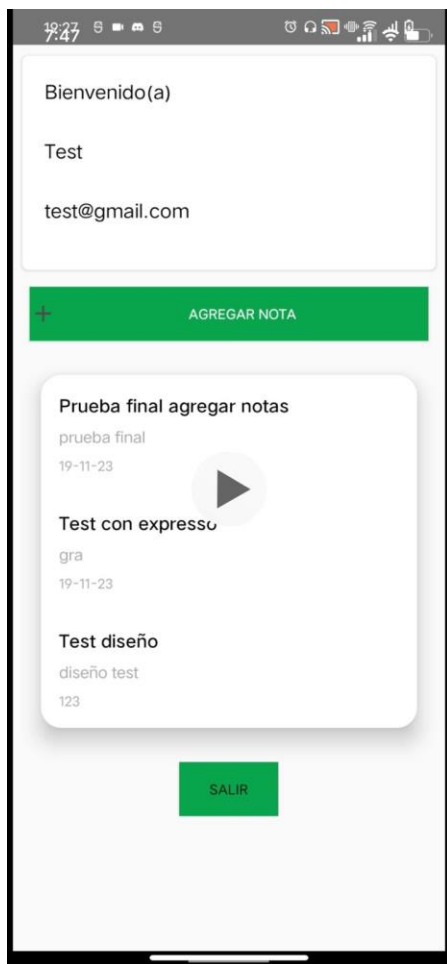 Bienvenido(a)
Test
test@gmail.com
AGREGAR NOTA
Prueba final agregar notas
prueba final
19-11-23
Test con expresso
gra
19-11-23
Test diseño
diseño test
123
SALIR